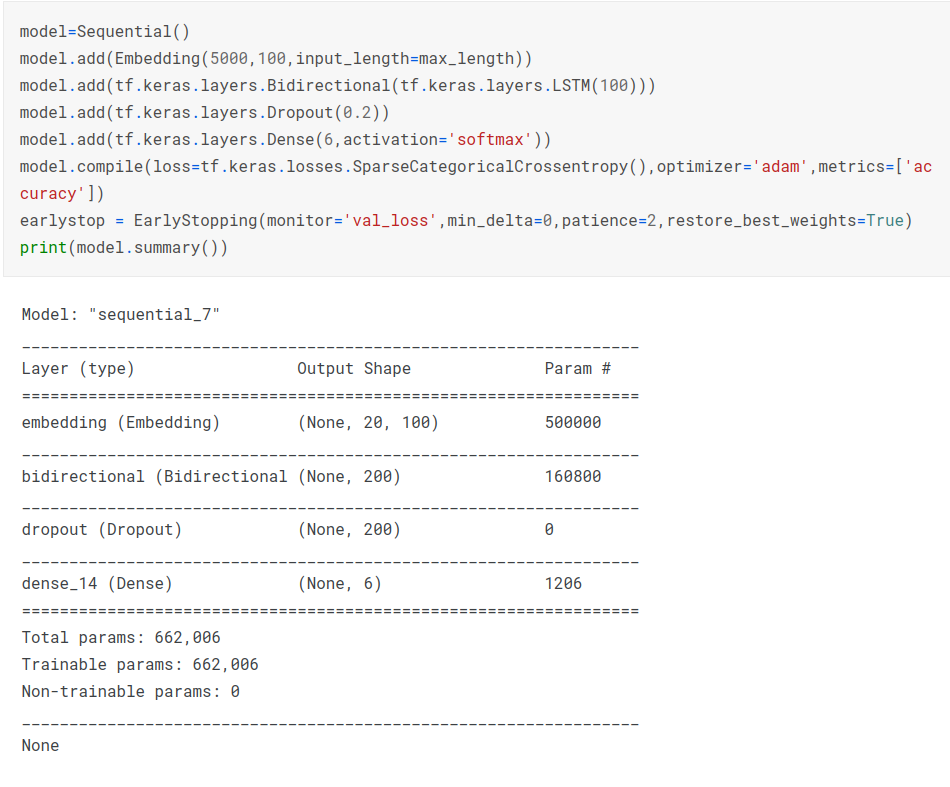 model=Sequential()
model.add(Embedding(5000,100,input_length=max_length))
model.add(tf.keras.layers.Bidirectional(tf.keras.layers.LSTM(100)))
model.add(tf.keras.layers.Dropout(0.2))
model.add(tf.keras.layers.Dense(6,activation='softmax'))
model.compile(loss=tf.keras.losses.SparseCategoricalCrossentropy(),optimizer='adam',metrics=['ac
curacy'])
earlystop = EarlyStopping(monitor='val_loss',min_delta=0,patience=2,restore_best_weights=True)
print(model.summary())
Model: "sequential_7"
_________________________________________________________________
Layer (type)                 Output Shape              Param #
=================================================================
embedding (Embedding)        (None, 20, 100)           500000
_________________________________________________________________
bidirectional (Bidirectional (None, 200)               160800
_________________________________________________________________
dropout (Dropout)            (None, 200)               0
_________________________________________________________________
dense_14 (Dense)             (None, 6)                 1206
=================================================================
Total params: 662,006
Trainable params: 662,006
Non-trainable params: 0
_________________________________________________________________
None